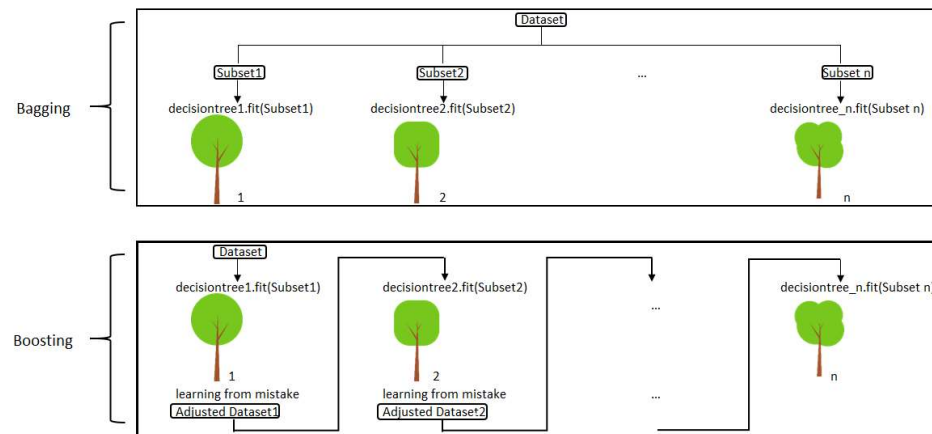 Dataset
Subset1
Subset2
...
Subset n
Bagging
decisiontree1.fit(Subset1)
decisiontree2.fit(Subset2)
decisiontree_n.fit(Subset n)
1
2
n
Dataset
decisiontree1.fit(Subset1)
decisiontree2.fit(Subset2)
decisiontree_n.fit(Subset n)
...
Boosting
1
2
n
learning from mistake
learning from mistake
...
Adjusted Dataset1
Adjusted Dataset2